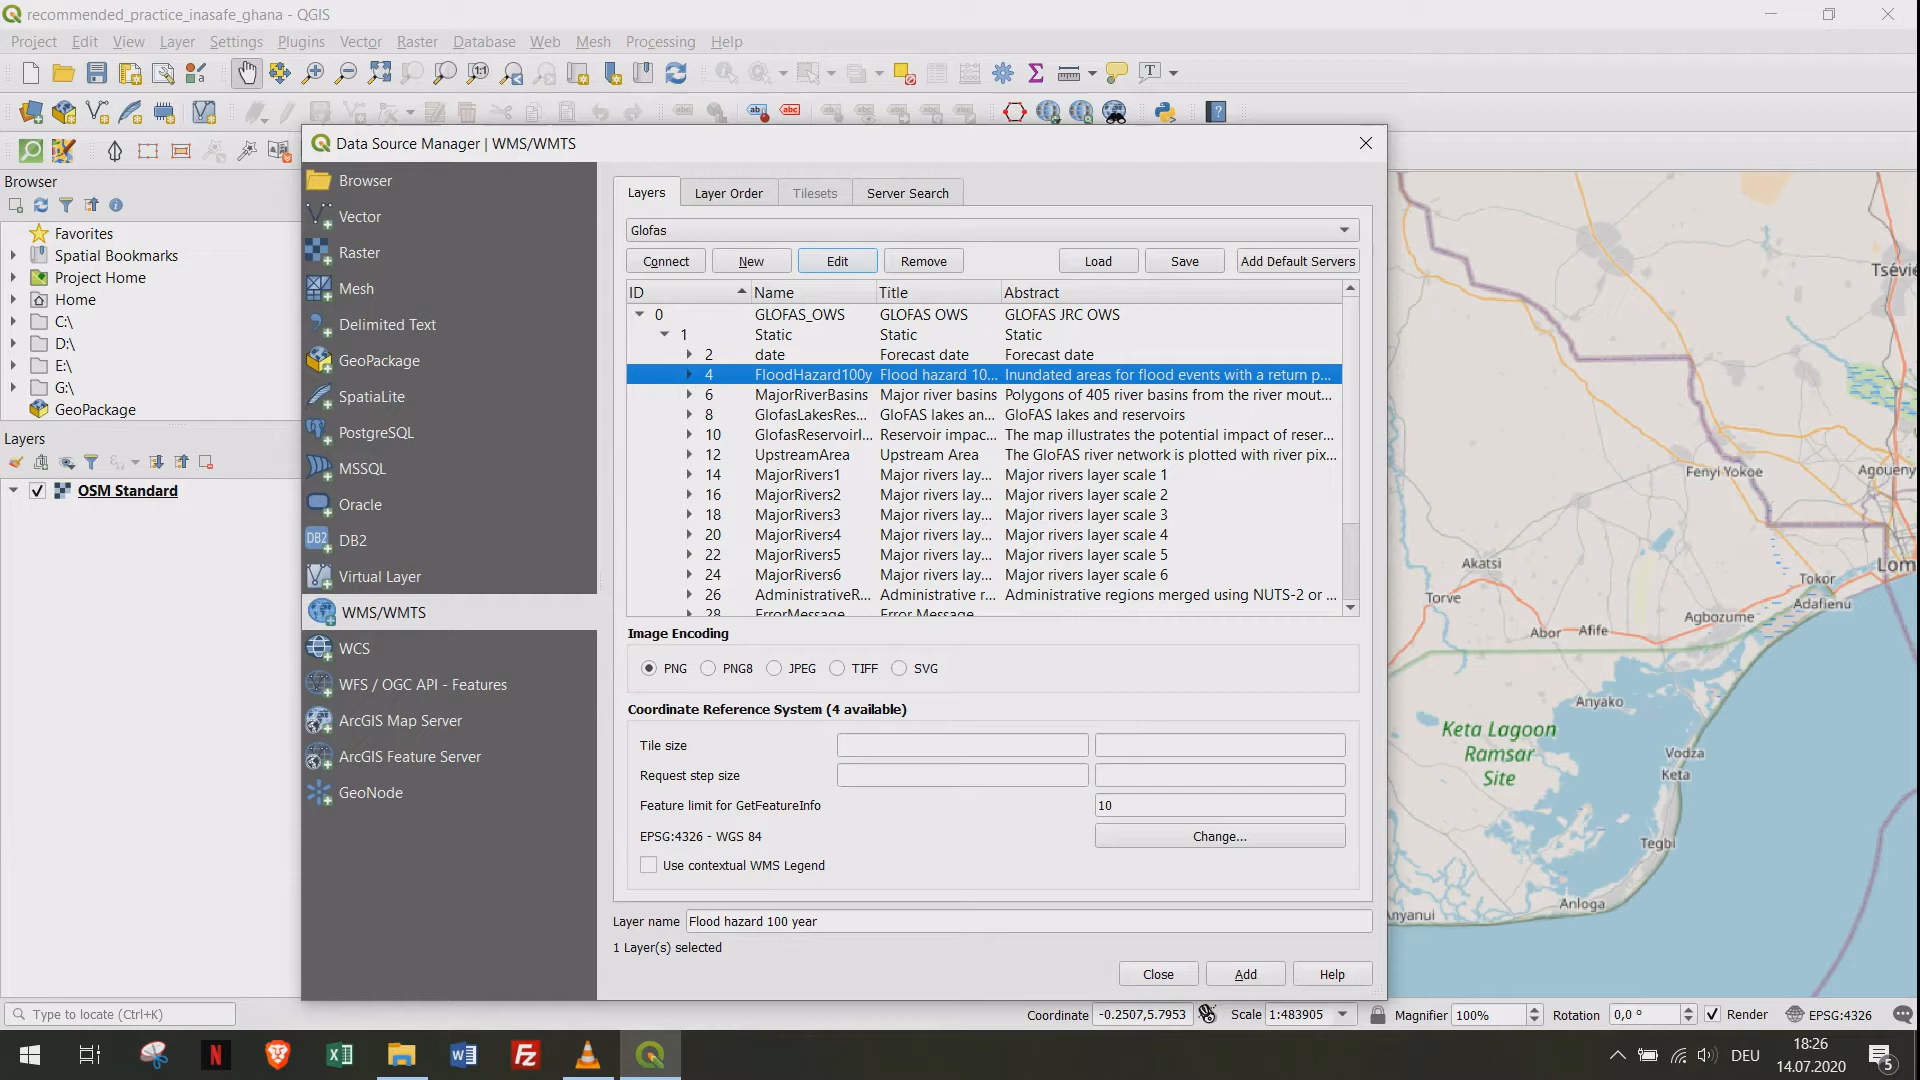 recommended_practice_inasafe_ghana - QGIS
Project Edit View Layer Settings Plugins Vector Raster Database Web Mesh Processing Help
Data Source Manager | WMS/WMTS
Browser
Favorites
Spatial Bookmarks
Project Home
Home
C:\
D:\
E:\
G:\
GeoPackage
Layers
OSM Standard
Browser
Vector
Raster
Mesh
Delimited Text
GeoPackage
SpatiaLite
PostgreSQL
MSSQL
Oracle
DB2
Virtual Layer
WMS/WMTS
WCS
WFS / OGC API - Features
ArcGIS Map Server
ArcGIS Feature Server
GeoNode
Layers Layer Order Tilesets Server Search
Glofas
Connect New Edit Remove Load Save Add Default Servers
ID Name Title Abstract
0 GLOFAS_OWS GLOFAS OWS GLOFAS JRC OWS
1 Static Static Static
2 date Forecast date Forecast date
4 FloodHazard100y Flood hazard 10... Inundated areas for flood events with a return p...
6 MajorRiverBasins Major river basins Polygons of 405 river basins from the river mout...
8 GlofasLakesRes... GloFAS lakes an... GloFAS lakes and reservoirs
10 GlofasReservoirI... Reservoir impac... The map illustrates the potential impact of reser...
12 UpstreamArea Upstream Area The GloFAS river network is plotted with river pix...
14 MajorRivers1 Major rivers lay... Major rivers layer scale 1
16 MajorRivers2 Major rivers lay... Major rivers layer scale 2
18 MajorRivers3 Major rivers lay... Major rivers layer scale 3
20 MajorRivers4 Major rivers lay... Major rivers layer scale 4
22 MajorRivers5 Major rivers lay... Major rivers layer scale 5
24 MajorRivers6 Major rivers lay... Major rivers layer scale 6
26 AdministrativeR... Administrative r... Administrative regions merged using NUTS-2 or ...
28 ErrorMessage Error Message
Image Encoding
PNG PNG8 JPEG TIFF SVG
Coordinate Reference System (4 available)
Tile size
Request step size
Feature limit for GetFeatureInfo 10
EPSG:4326 - WGS 84 Change...
Use contextual WMS Legend
Layer name Flood hazard 100 year
1 Layer(s) selected
Close Add Help
Tsévié
Fenyi Yokoe
Agoueny
Akatsi
Lom
Tokor
Torve
Adafienu
Agbozume
Abor Afife
Anyako
Keta Lagoon
Ramsar
Site
Vodza
Keta
Tegbi
Anloga
Anyanui
Type to locate (Ctrl+K)
Coordinate -0.2507,5.7953 Scale 1:483905 Magnifier 100% Rotation 0,0 ° Render EPSG:4326
DEU
18:26
14.07.2020
5